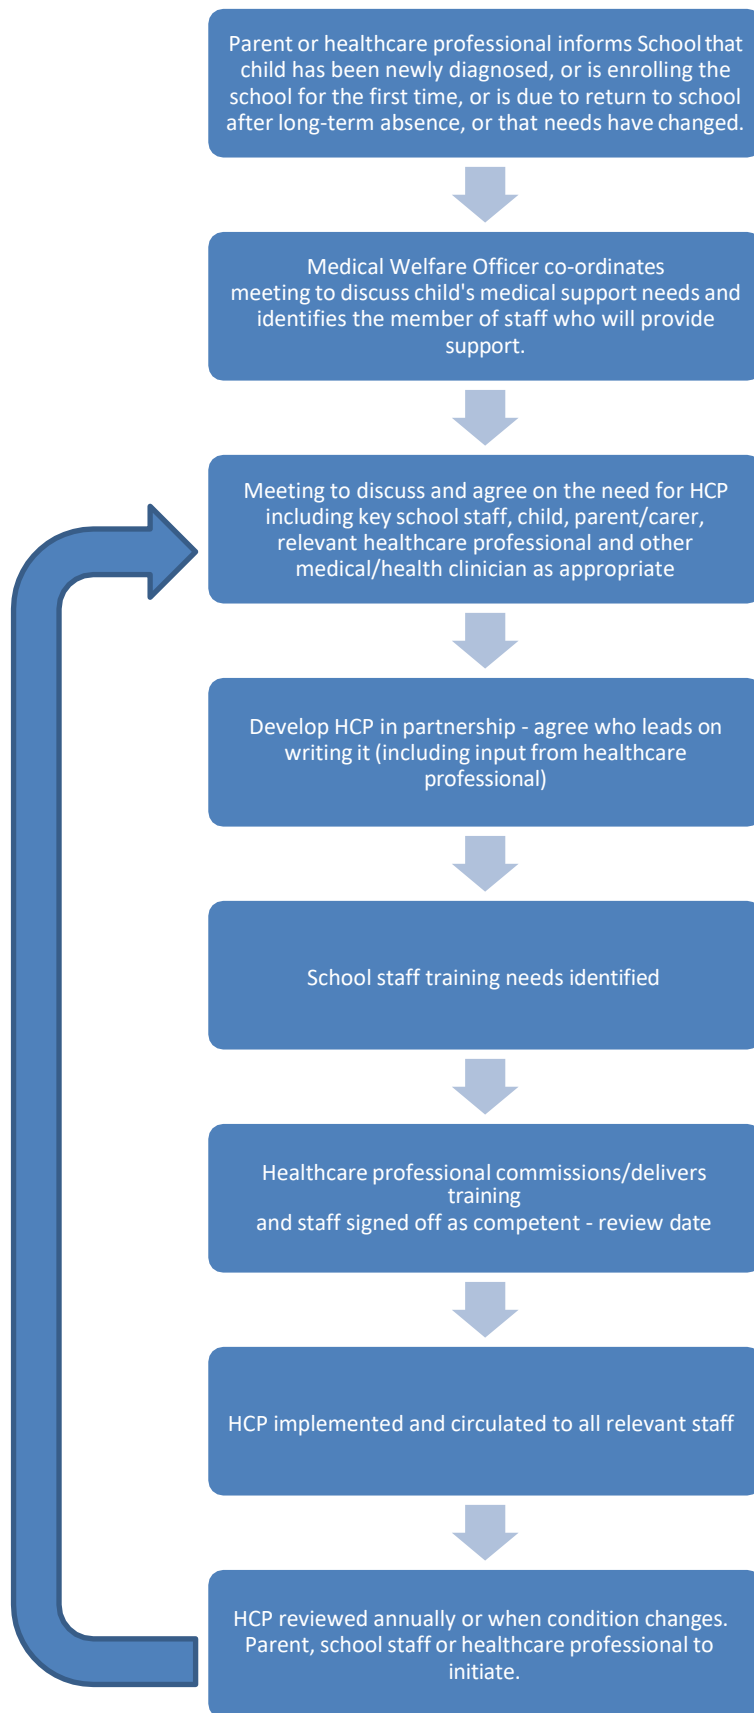 Parent or healthcare professional informs School that
child has been newly diagnosed, or is enrolling the
school for the first time, or is due to return to school
after long-term absence, or that needs have changed.
Medical Welfare Officer co-ordinates
meeting to discuss child's medical support needs and
identifies the member of staff who will provide
support.
Meeting to discuss and agree on the need for HCP
including key school staff, child, parent/carer,
relevant healthcare professional and other
medical/health clinician as appropriate
Develop HCP in partnership - agree who leads on
writing it (including input from healthcare
professional)
School staff training needs identified
Healthcare professional commissions/delivers
training
and staff signed off as competent - review date
HCP implemented and circulated to all relevant staff
HCP reviewed annually or when condition changes.
Parent, school staff or healthcare professional to
initiate.